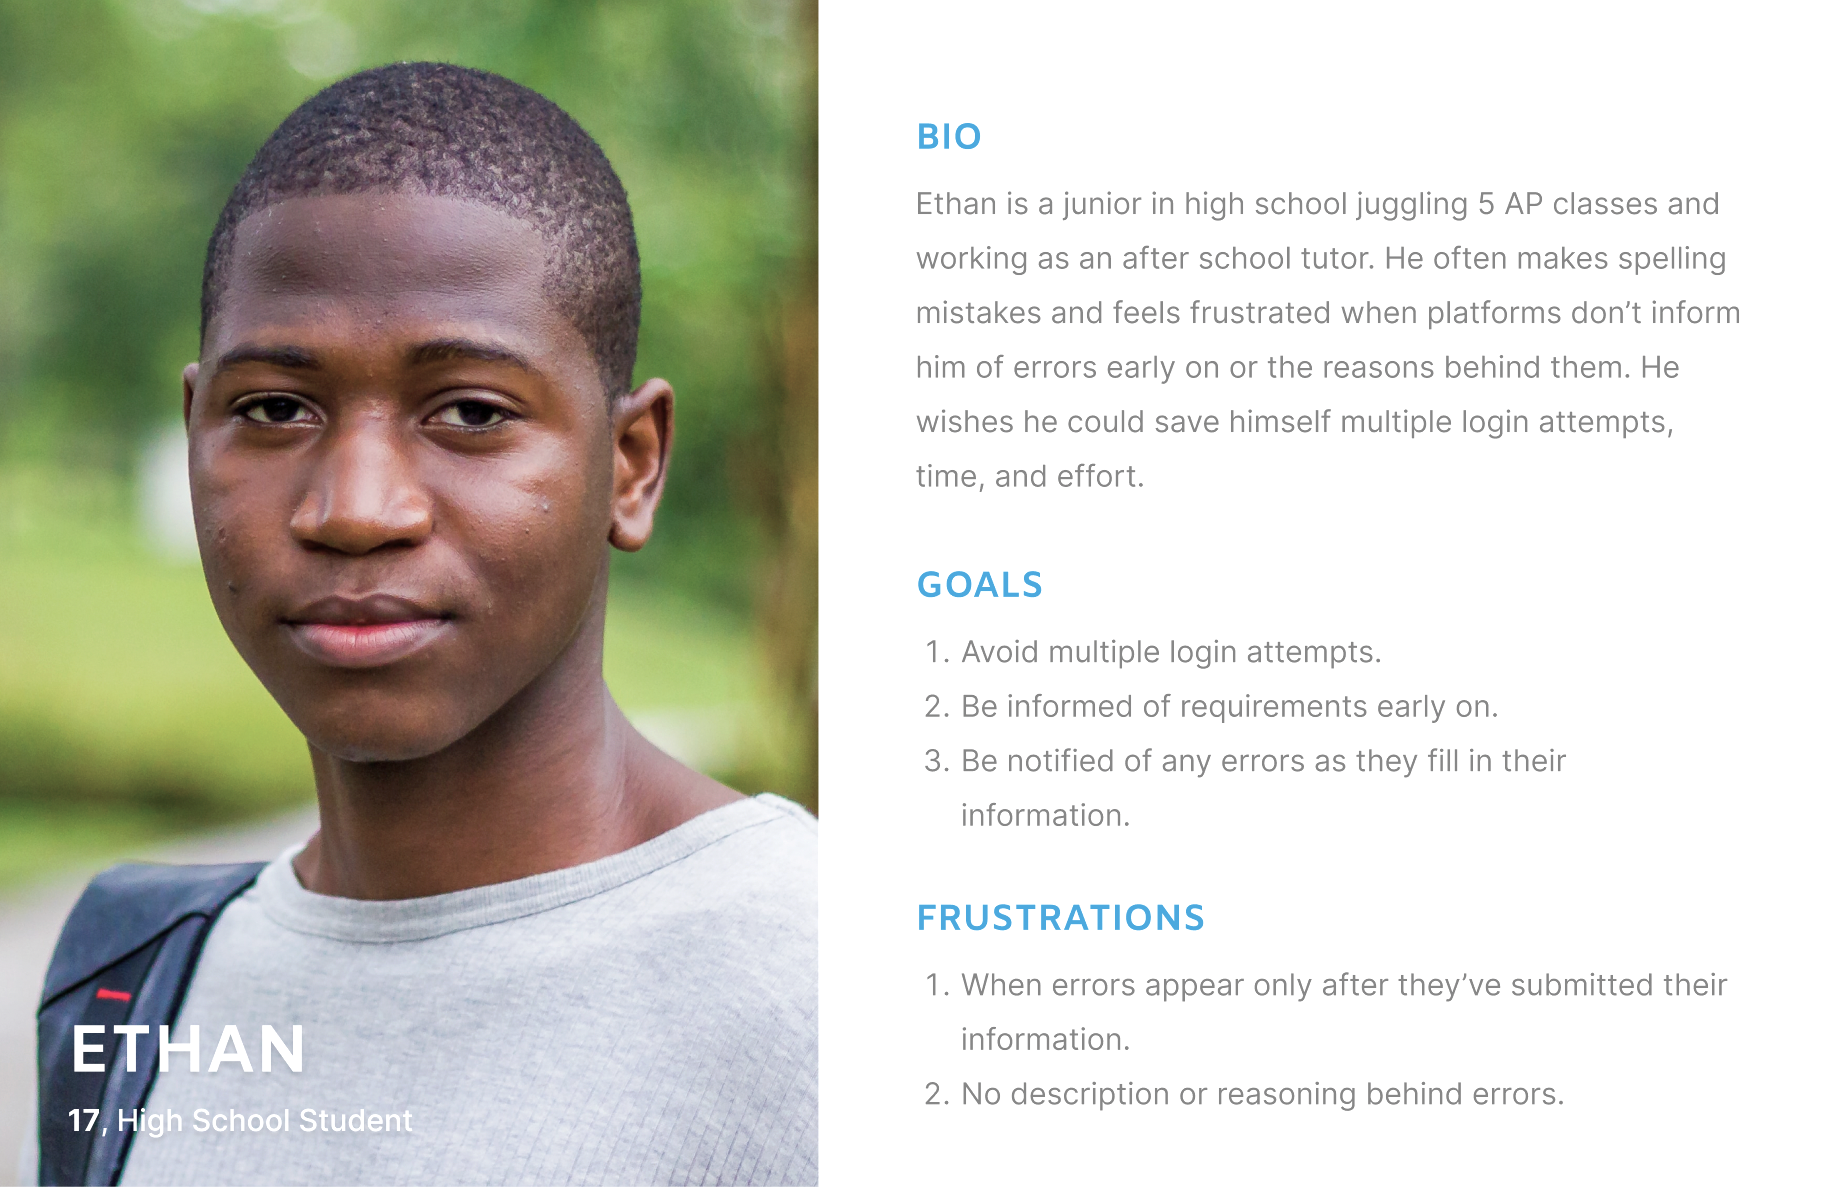 BIO
Ethan is a junior in high school juggling 5 AP classes and
working as an after school tutor. He often makes spelling
mistakes and feels frustrated when platforms don’t inform
him of errors early on or the reasons behind them. He
wishes he could save himself multiple login attempts,
time, and effort.
GOALS
1. Avoid multiple login attempts.
2. Be informed of requirements early on.
3. Be notified of any errors as they fill in their
information.
FRUSTRATIONS
1. When errors appear only after they’ve submitted their
information.
2. No description or reasoning behind errors.
ETHAN
17, High School Student